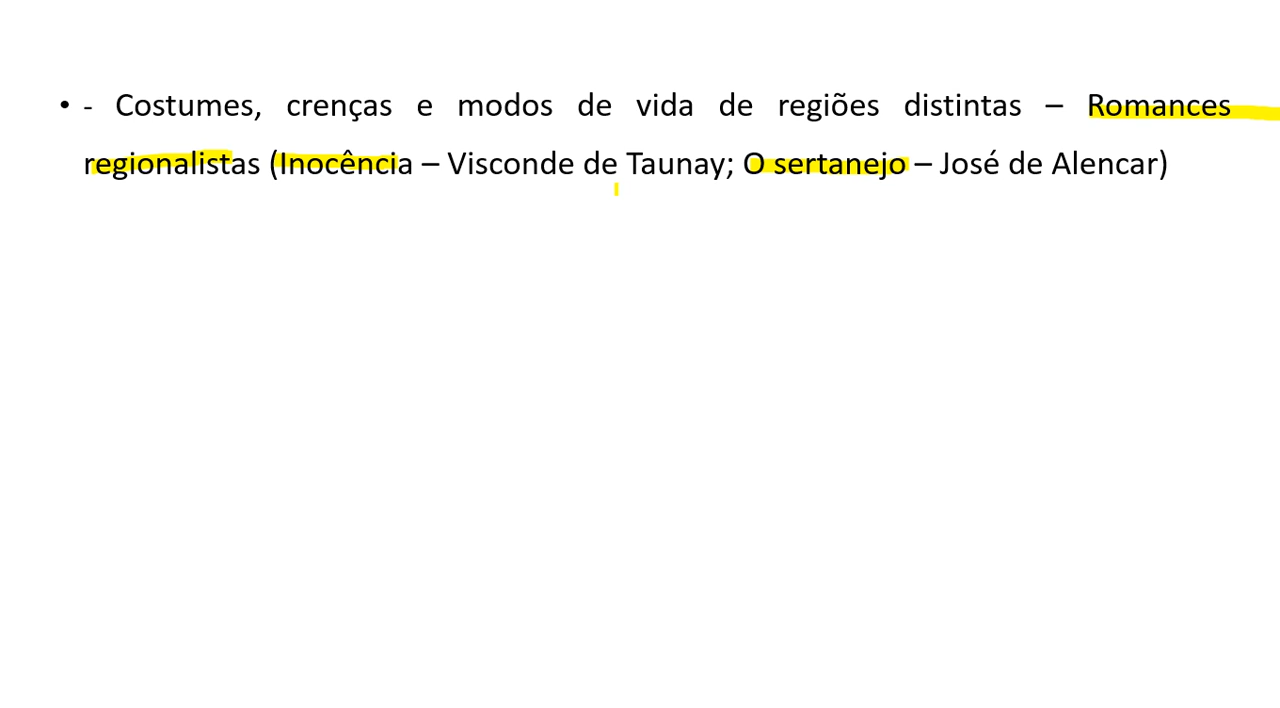 • - Costumes, crenças e modos de vida de regiões distintas – Romances
regionalistas (Inocência – Visconde de Taunay; O sertanejo – José de Alencar)